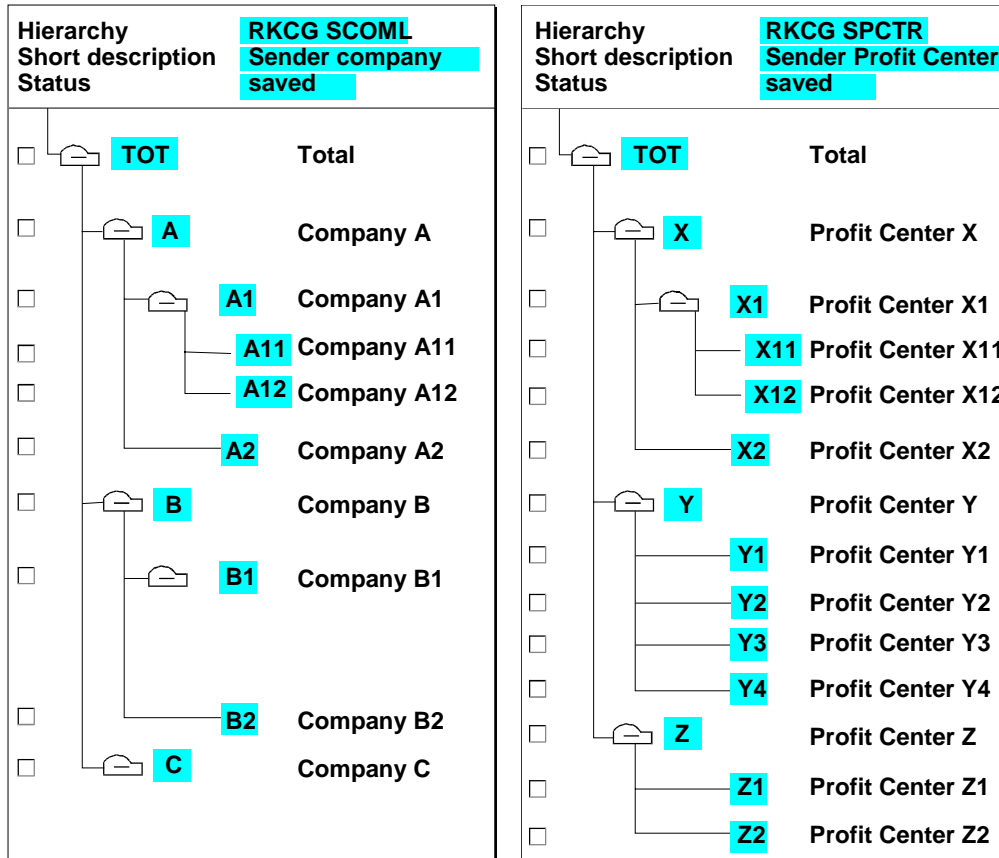 Hierarchy RKCG SCOML
Short description Sender company
Status saved
TOT Total
A Company A
A1 Company A1
A11 Company A11
A12 Company A12
A2 Company A2
B Company B
B1 Company B1
B2 Company B2
C Company C
Hierarchy RKCG SPCTR
Short description Sender Profit Center
Status saved
TOT Total
X Profit Center X
X1 Profit Center X1
X11 Profit Center X11
X12 Profit Center X12
X2 Profit Center X2
Y Profit Center Y
Y1 Profit Center Y1
Y2 Profit Center Y2
Y3 Profit Center Y3
Y4 Profit Center Y4
Z Profit Center Z
Z1 Profit Center Z1
Z2 Profit Center Z2